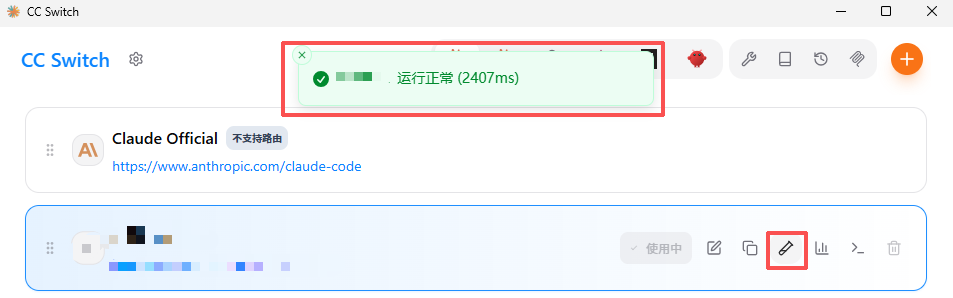 CC Switch
CC Switch
运行正常 (2407ms)
Claude Official 不支持路由
https://www.anthropic.com/claude-code
使用中